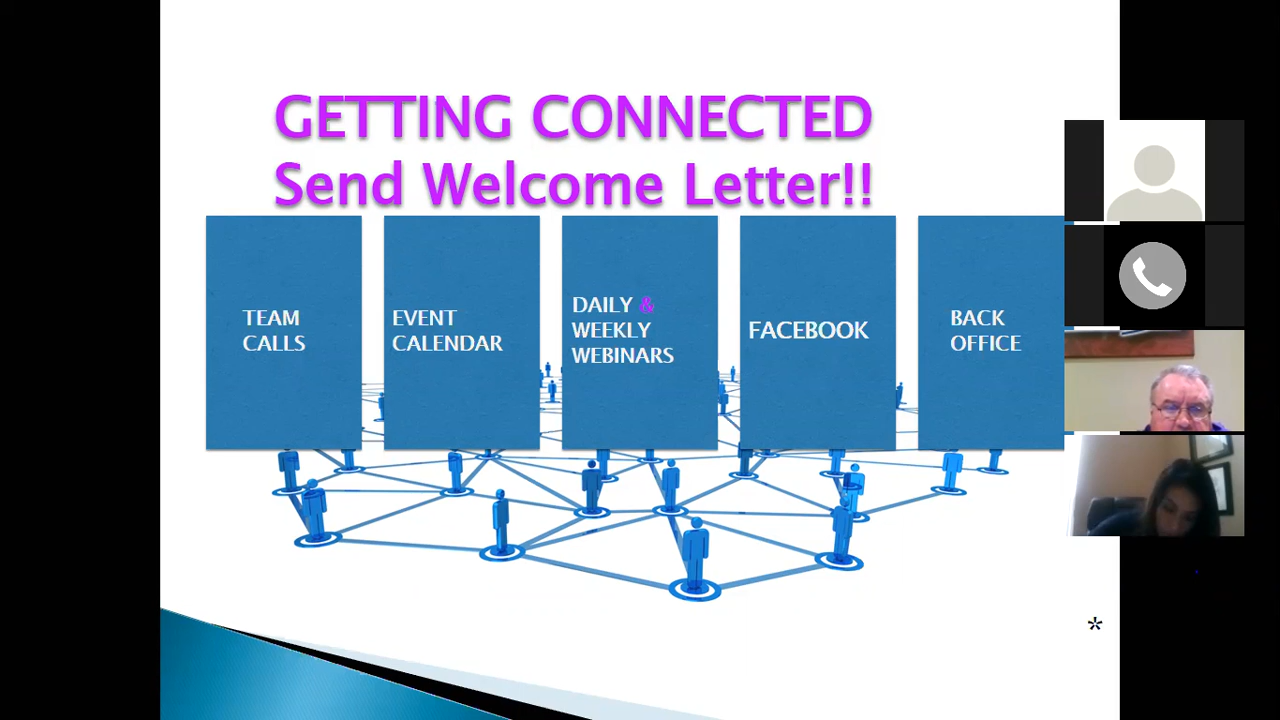 GETTING CONNECTED
Send Welcome Letter!!
TEAM
CALLS
EVENT
CALENDAR
DAILY &
WEEKLY
WEBINARS
FACEBOOK
BACK
OFFICE
*